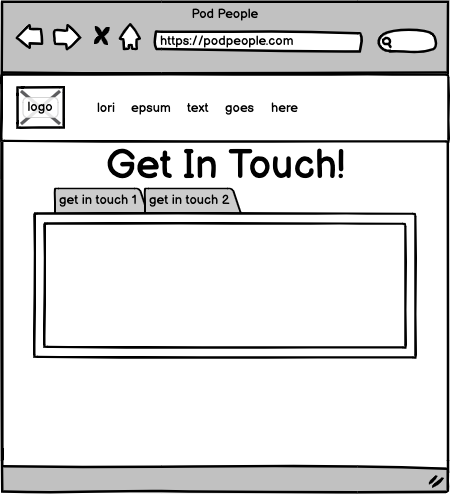 Pod People
https://podpeople.com
logo lori epsum text goes here
Get In Touch!
get in touch 1 get in touch 2